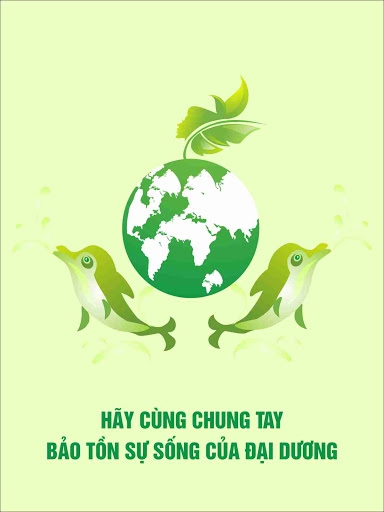 HÃY CÙNG CHUNG TAY
BẢO TỒN SỰ SỐNG CỦA ĐẠI DƯƠNG